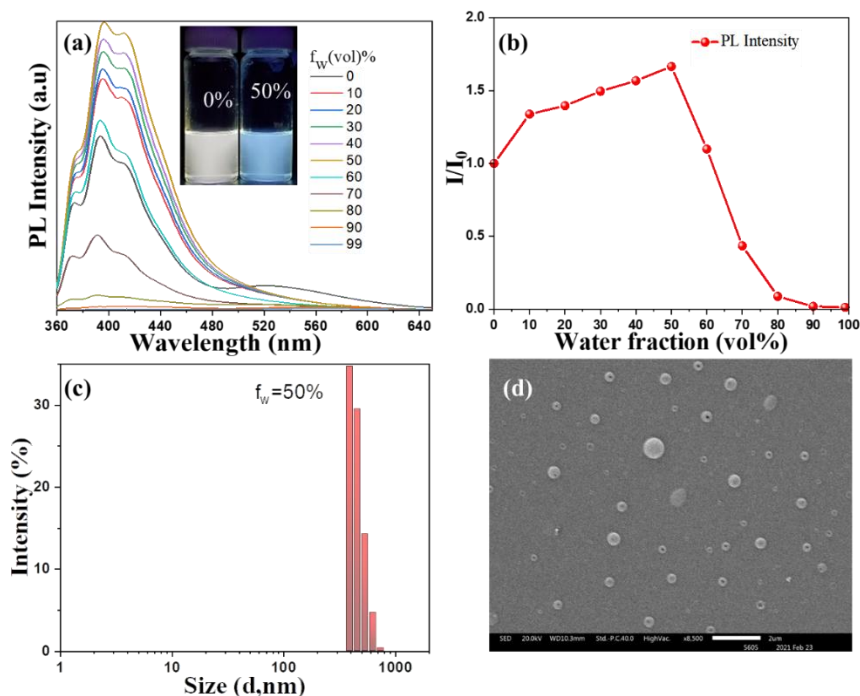 (a)
0%
50%
f_w(vol)%
0
10
20
30
40
50
60
70
80
90
99
PL Intensity (a.u)
360 400 440 480 520 560 600 640
Wavelength (nm)
(b)
PL Intensity
2.0
1.5
1.0
0.5
0.0
I/I₀
0 10 20 30 40 50 60 70 80 90 100
Water fraction (vol%)
(c)
f_w=50%
30
20
10
0
Intensity (%)
1 10 100 1000
Size (d,nm)
(d)
SED 20.0kV WD10.3mm Std.-P.C.40.0 HighVac. x8,500 2um
5605 2021 Feb 23